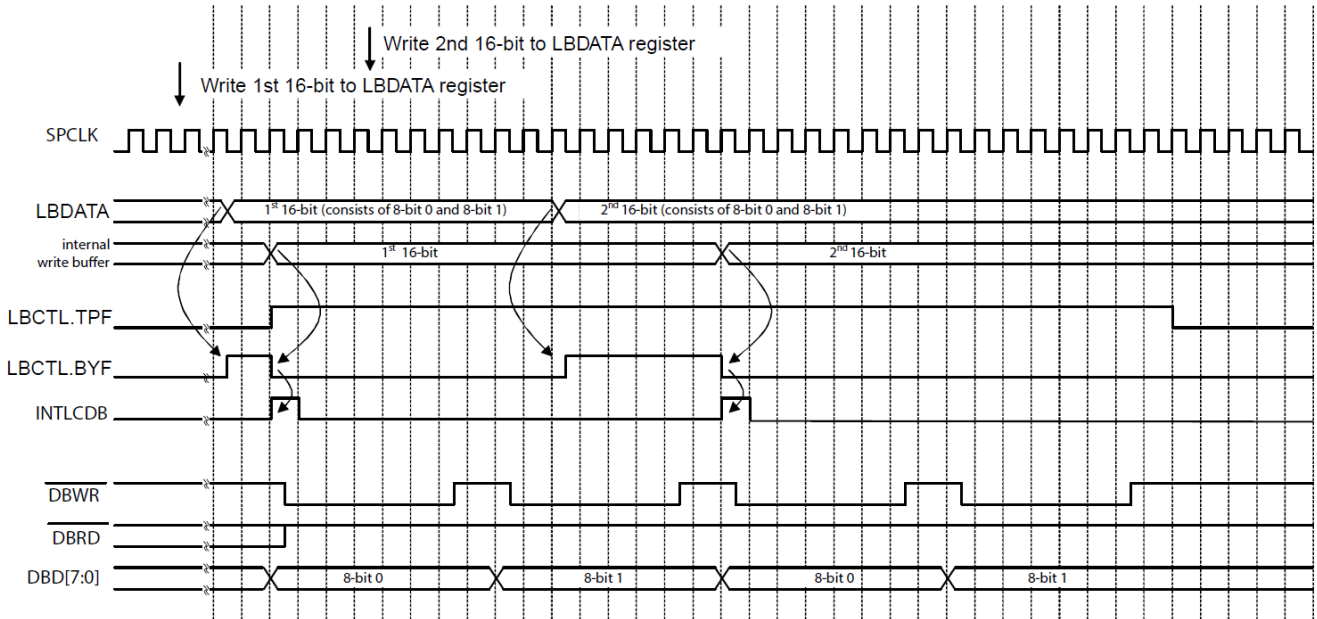 Write 2nd 16-bit to LBDATA register
Write 1st 16-bit to LBDATA register
SPCLK
LBDATA
1st 16-bit (consists of 8-bit 0 and 8-bit 1)
2nd 16-bit (consists of 8-bit 0 and 8-bit 1)
internal
write buffer
1st 16-bit
2nd 16-bit
LBCTL.TPF
LBCTL.BYF
INTLCDB
DBWR
DBRD
DBD[7:0]
8-bit 0
8-bit 1
8-bit 0
8-bit 1